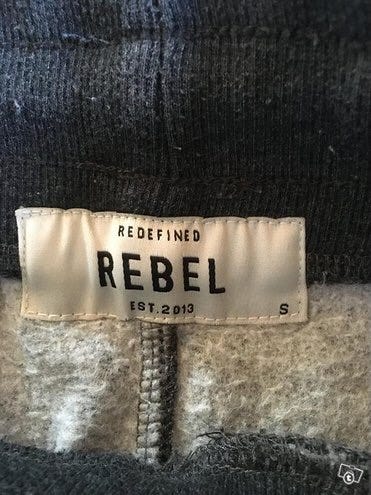 REDEFINED
REBEL
EST. 2013
S